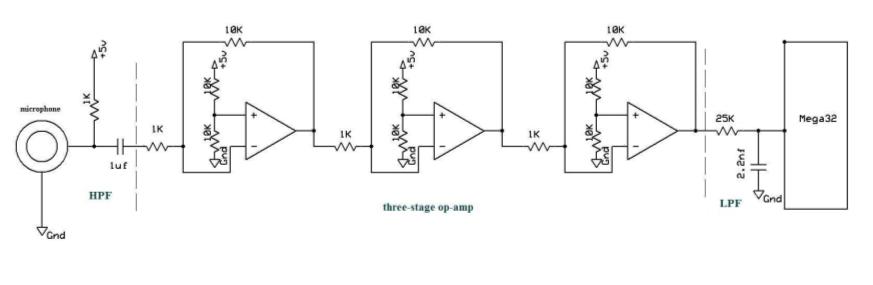 10K
10K
10K
+5v
+5v
+5v
+5v
10K
10K
10K
1K
microphone
1K
10K
1K
10K
1K
10K
25K
Mega32
+
-
+
-
+
-
1uf
Gnd
Gnd
Gnd
2.2nf
HPF
three-stage op-amp
LPF
Gnd
Gnd